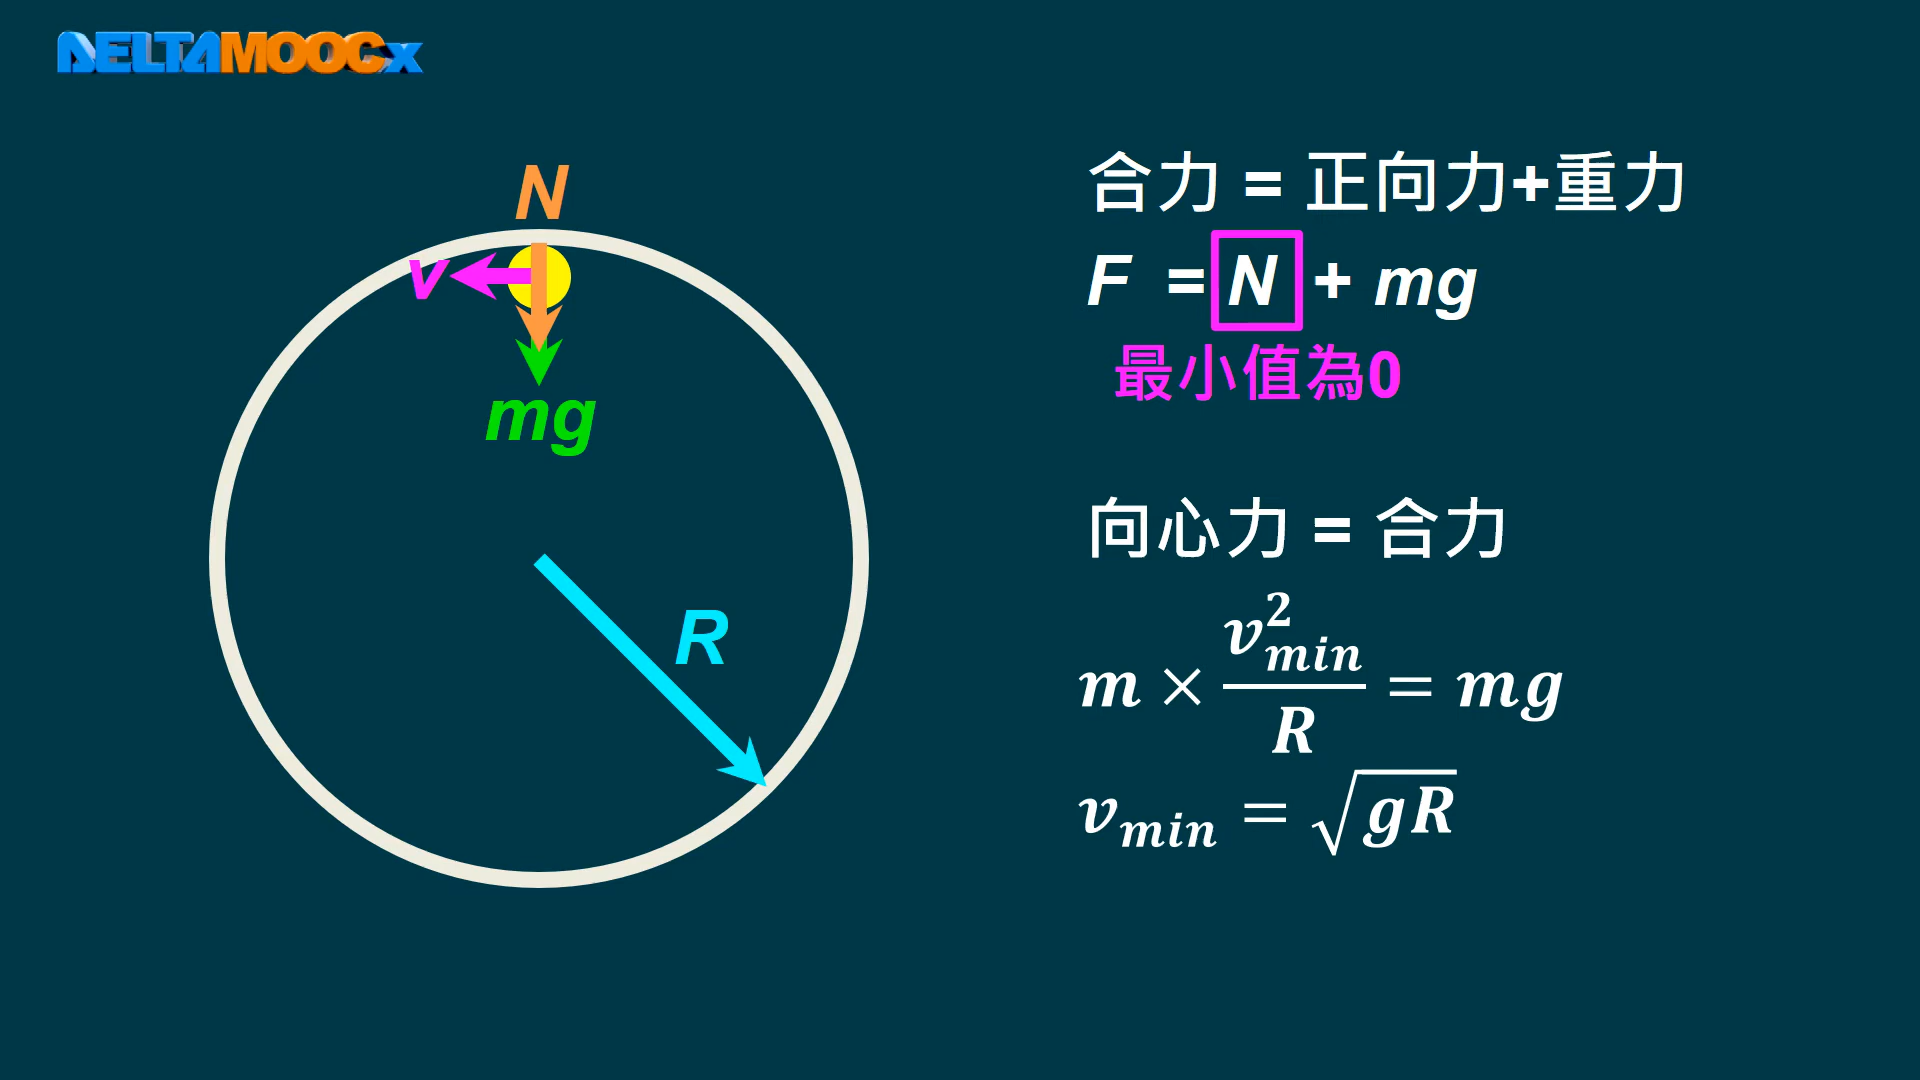 DELTAMOOCx
N
v
mg
R
合力 = 正向力+重力
F = N + mg
最小值為0
向心力 = 合力
m × v²min / R = mg
vmin = √gR